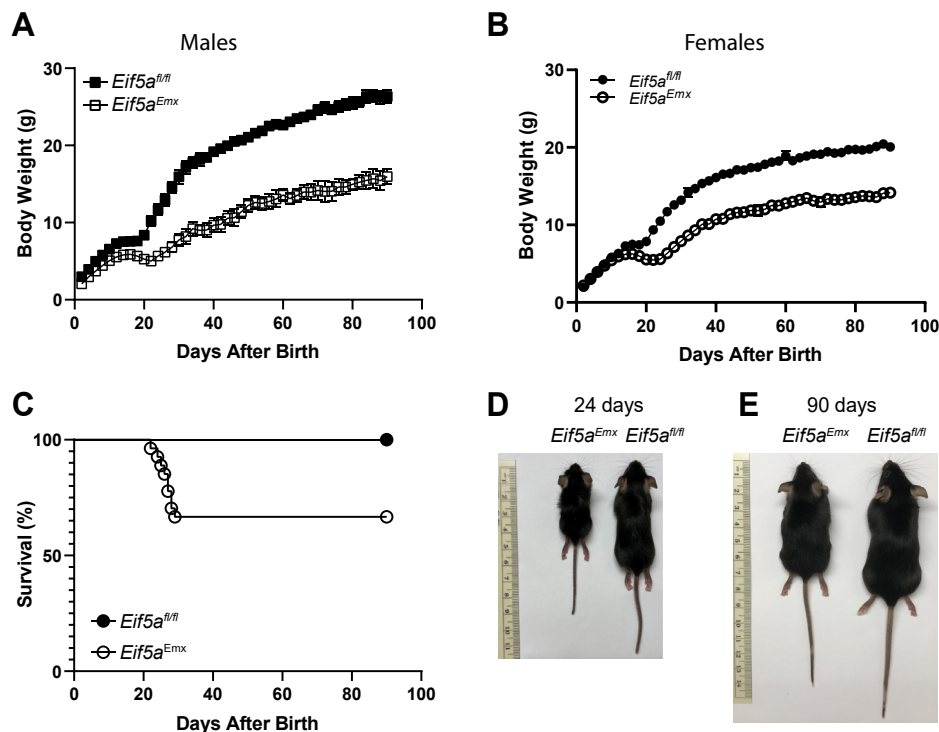 A
Males
30
20
10
0
Body Weight (g)
Eif5a^fl/fl
Eif5a^Emx
0 20 40 60 80 100
Days After Birth
B
Females
30
20
10
0
Body Weight (g)
Eif5a^fl/fl
Eif5a^Emx
0 20 40 60 80 100
Days After Birth
C
100
50
0
Survival (%)
Eif5a^fl/fl
Eif5a^Emx
0 20 40 60 80 100
Days After Birth
D
24 days
Eif5a^Emx Eif5a^fl/fl
E
90 days
Eif5a^Emx Eif5a^fl/fl